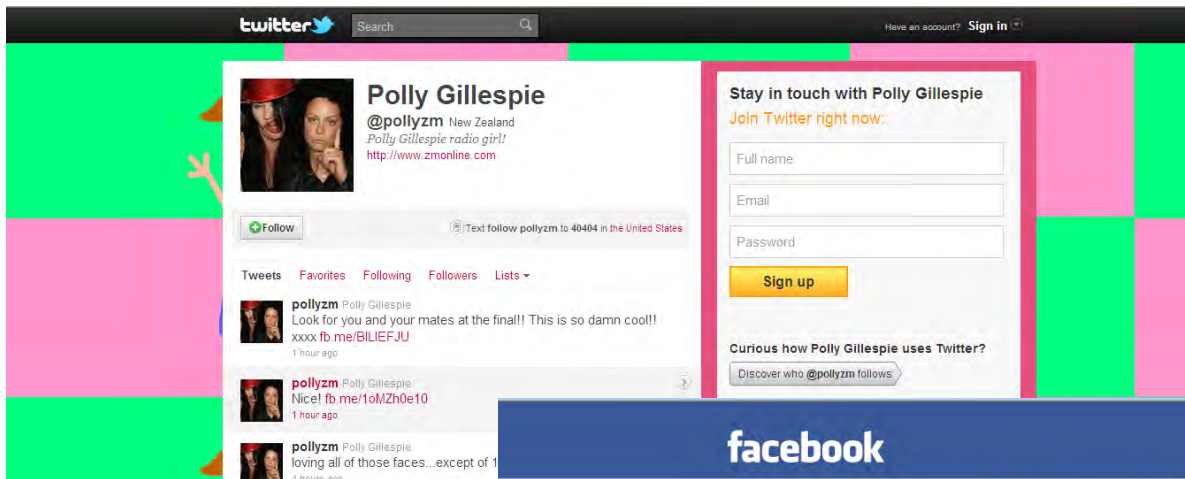 twitter
Search
Have an account? Sign in
Polly Gillespie
@pollyzm New Zealand
Polly Gillespie radio girl!
http://www.zmonline.com
Follow
Text follow pollyzm to 40404 in the United States
Tweets Favorites Following Followers Lists
pollyzm Polly Gillespie
Look for you and your mates at the final!! This is so damn cool!!
xxxx fb.me/BILIEFJU
1 hour ago
pollyzm Polly Gillespie
Nice! fb.me/1oMZh0e10
1 hour ago
pollyzm Polly Gillespie
loving all of those faces...except of 1
Stay in touch with Polly Gillespie
Join Twitter right now:
Full name
Email
Password
Sign up
Curious how Polly Gillespie uses Twitter?
Discover who @pollyzm follows
facebook